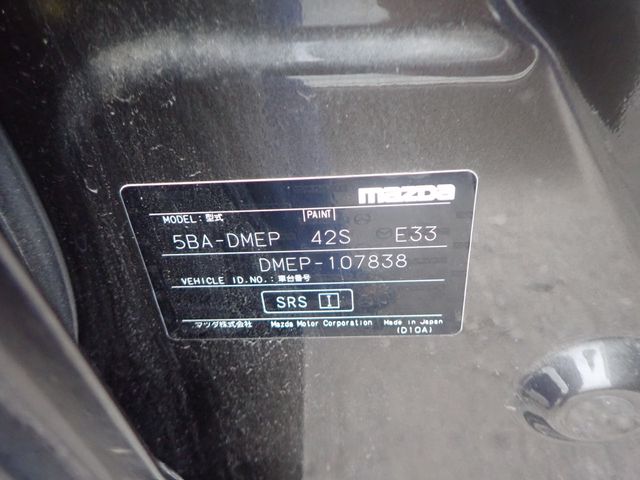 mazda
MODEL:型式 PAINT
5BA-DMEP 42S E33
DMEP-107838
VEHICLE ID.NO.:車台番号
SRS I
マツダ株式会社 Mazda Motor Corporation Made in Japan
(D10A)